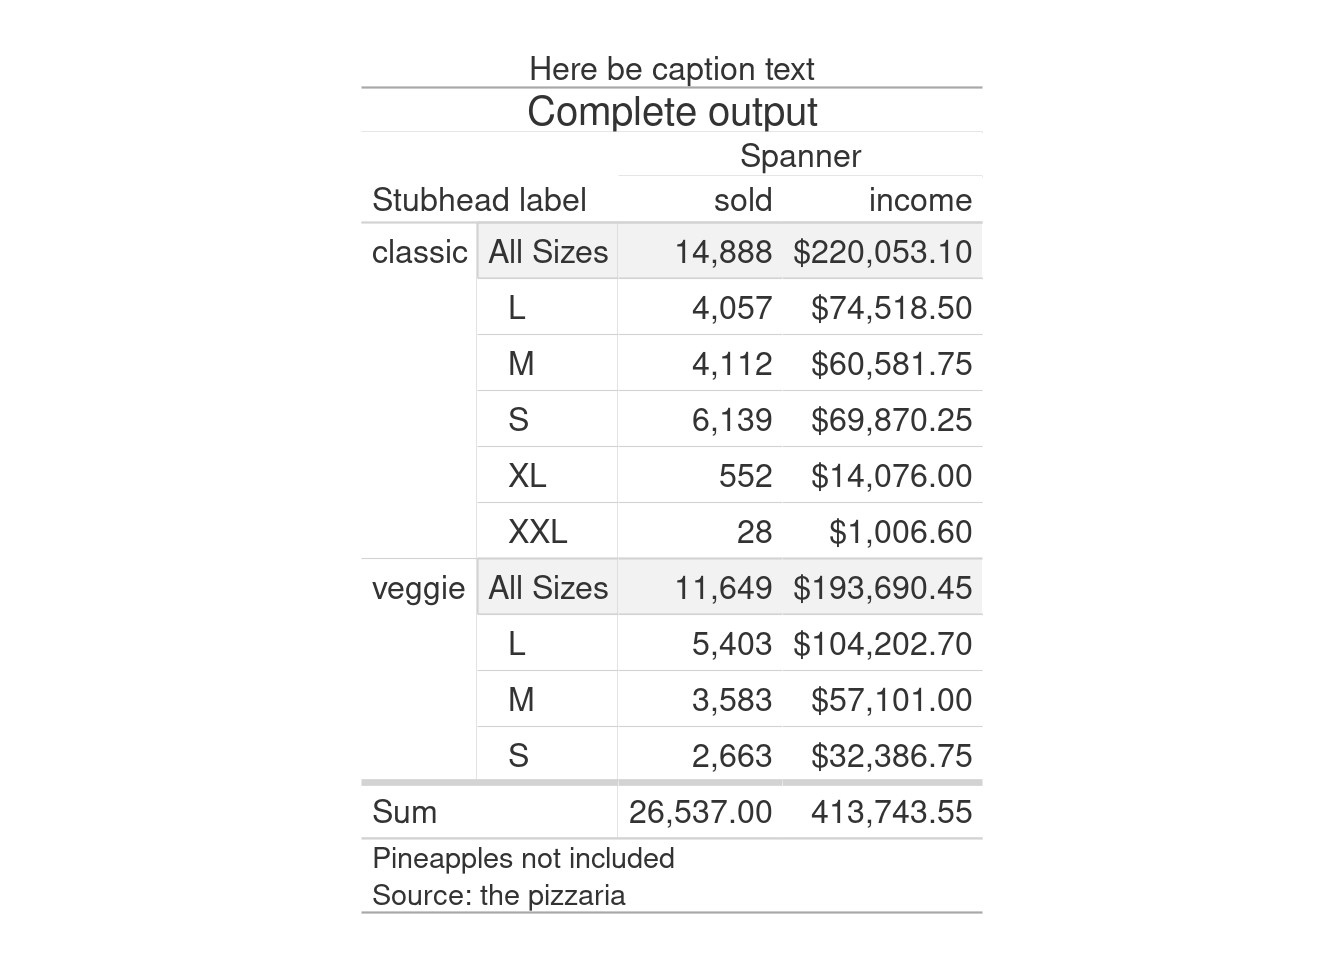 Here be caption text
Complete output
Spanner
Stubhead label sold income
classic All Sizes 14,888 $220,053.10
L 4,057 $74,518.50
M 4,112 $60,581.75
S 6,139 $69,870.25
XL 552 $14,076.00
XXL 28 $1,006.60
veggie All Sizes 11,649 $193,690.45
L 5,403 $104,202.70
M 3,583 $57,101.00
S 2,663 $32,386.75
Sum 26,537.00 413,743.55
Pineapples not included
Source: the pizzaria